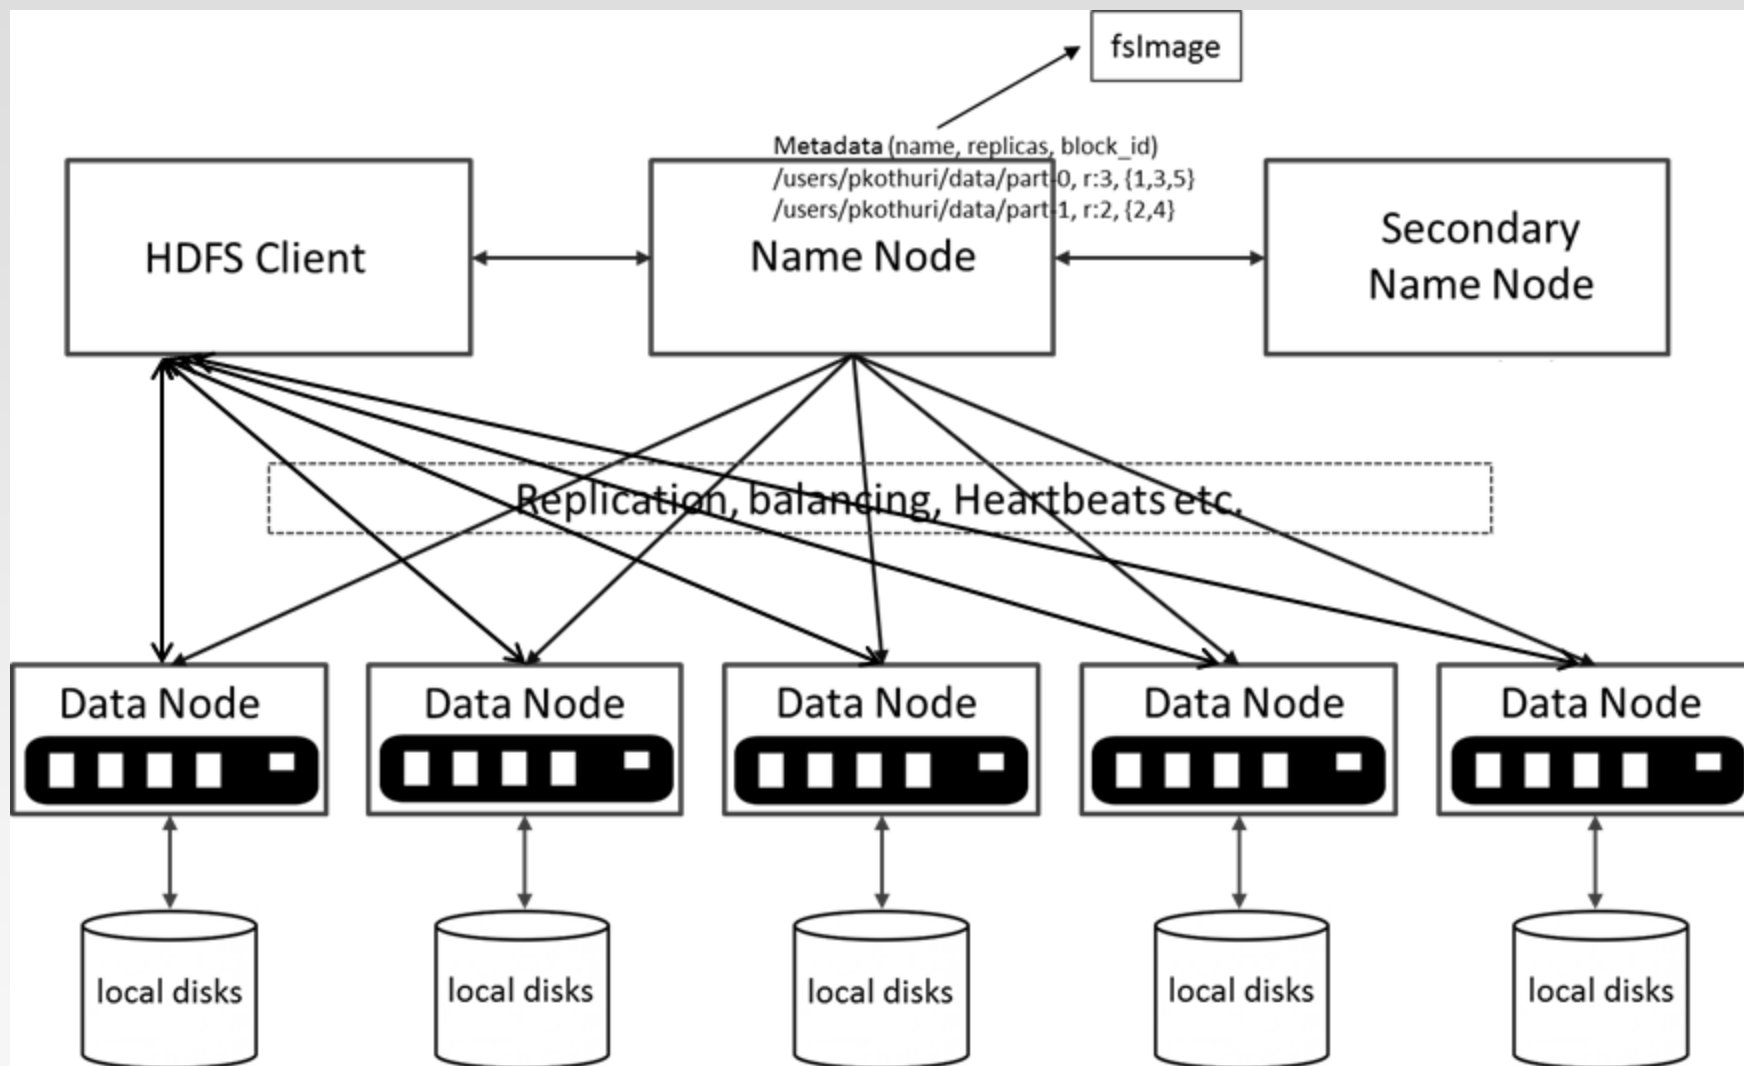 fsImage
Metadata (name, replicas, block_id)
/users/pkothuri/data/part-0, r:3, {1,3,5}
/users/pkothuri/data/part-1, r:2, {2,4}
HDFS Client
Name Node
Secondary
Name Node
Replication, balancing, Heartbeats etc.
Data Node
Data Node
Data Node
Data Node
Data Node
local disks
local disks
local disks
local disks
local disks